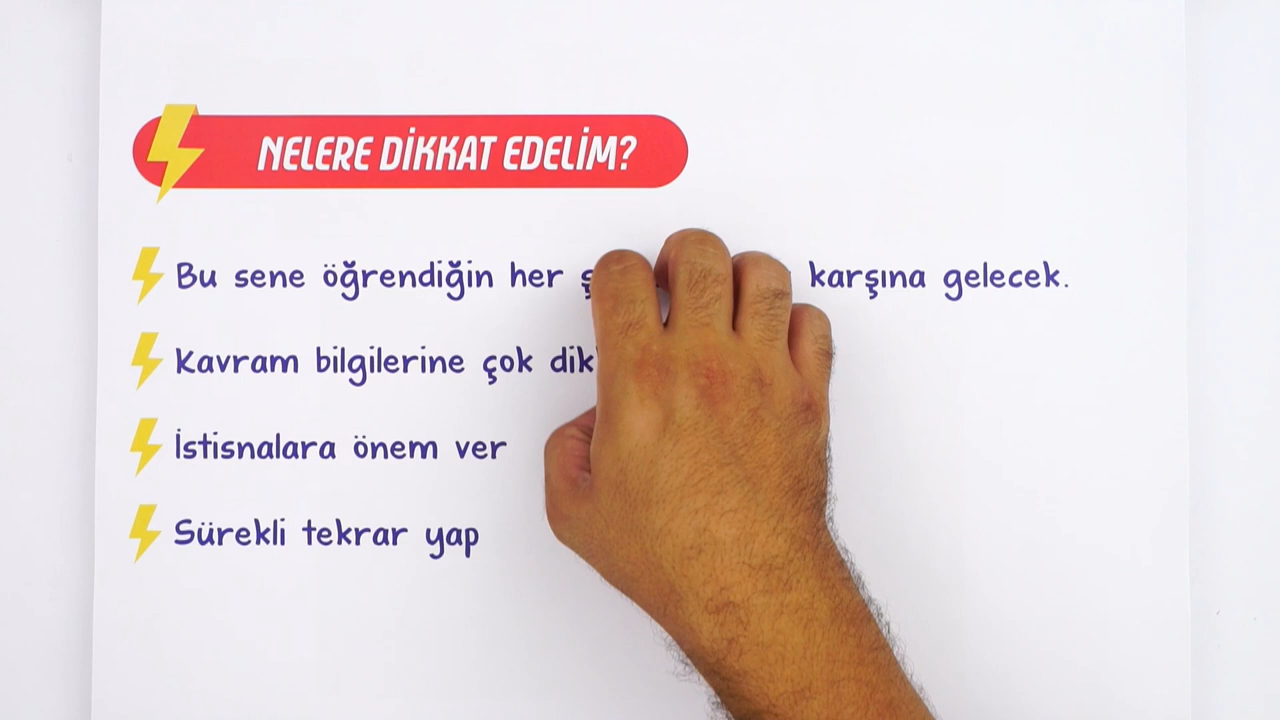 NELERE DİKKAT EDELİM?
Bu sene öğrendiğin her karşına gelecek.
Kavram bilgilerine çok
İstisnalara önem ver
Sürekli tekrar yap